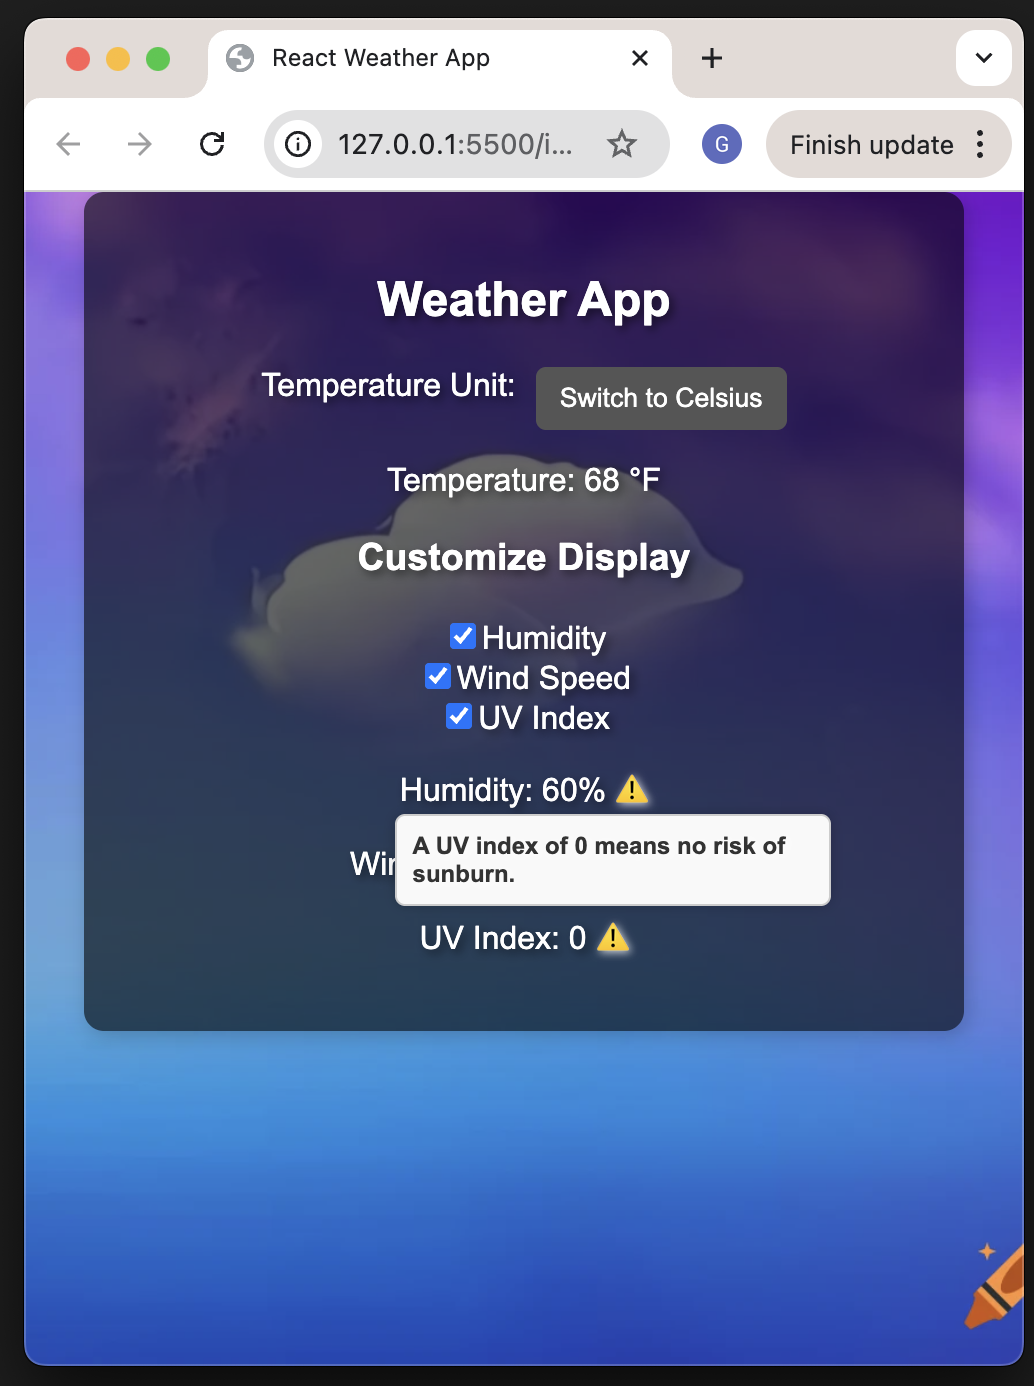 React Weather App
127.0.0.1:5500/i...
G
Finish update
Weather App
Temperature Unit: Switch to Celsius
Temperature: 68 °F
Customize Display
Humidity
Wind Speed
UV Index
Humidity: 60% ⚠️
A UV index of 0 means no risk of
sunburn.
UV Index: 0 ⚠️